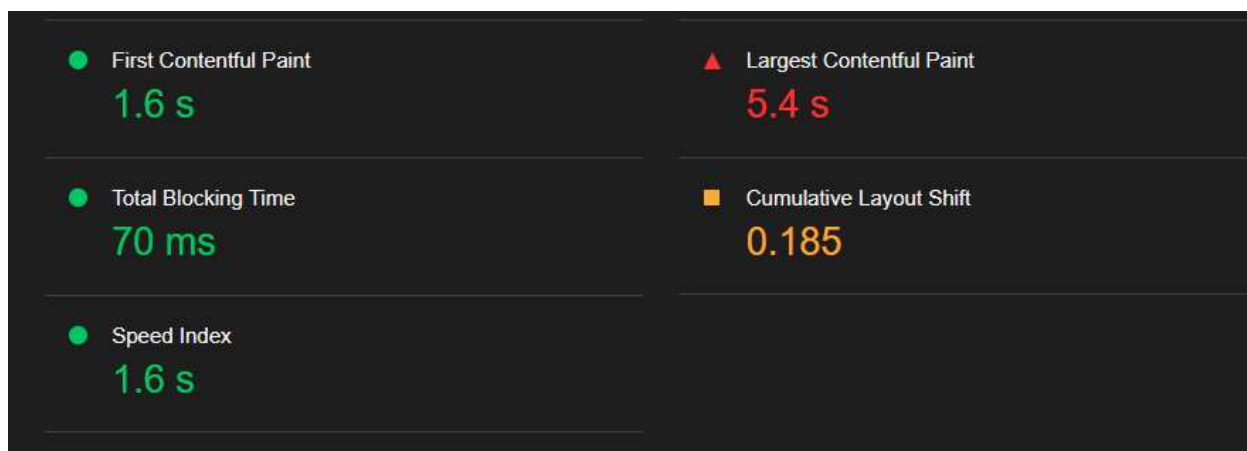 First Contentful Paint
1.6 s
Largest Contentful Paint
5.4 s
Total Blocking Time
70 ms
Cumulative Layout Shift
0.185
Speed Index
1.6 s